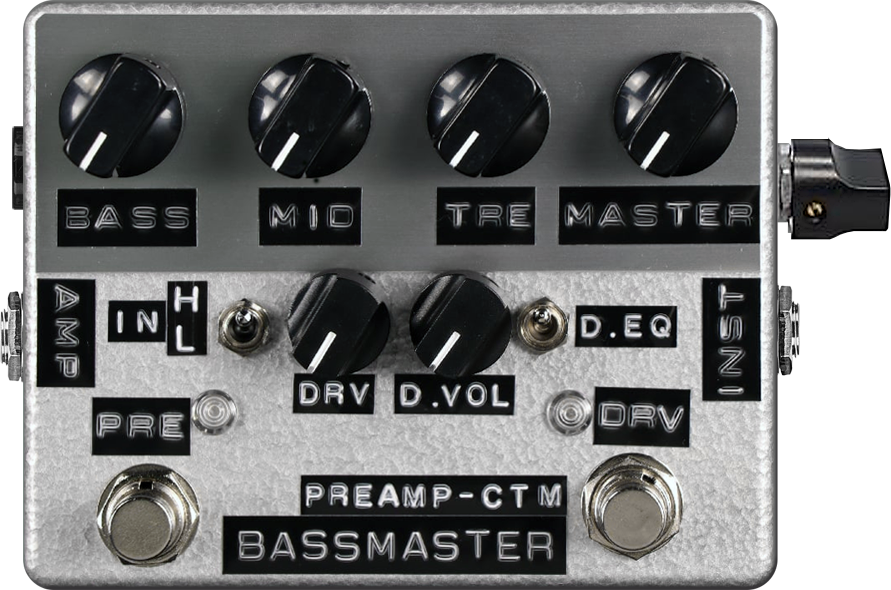 BASS
MID
TRE
MASTER
AMP
IN
H
L
D.EQ
INST
DRV
D.VOL
PRE
DRV
PREAMP-CTM
BASSMASTER